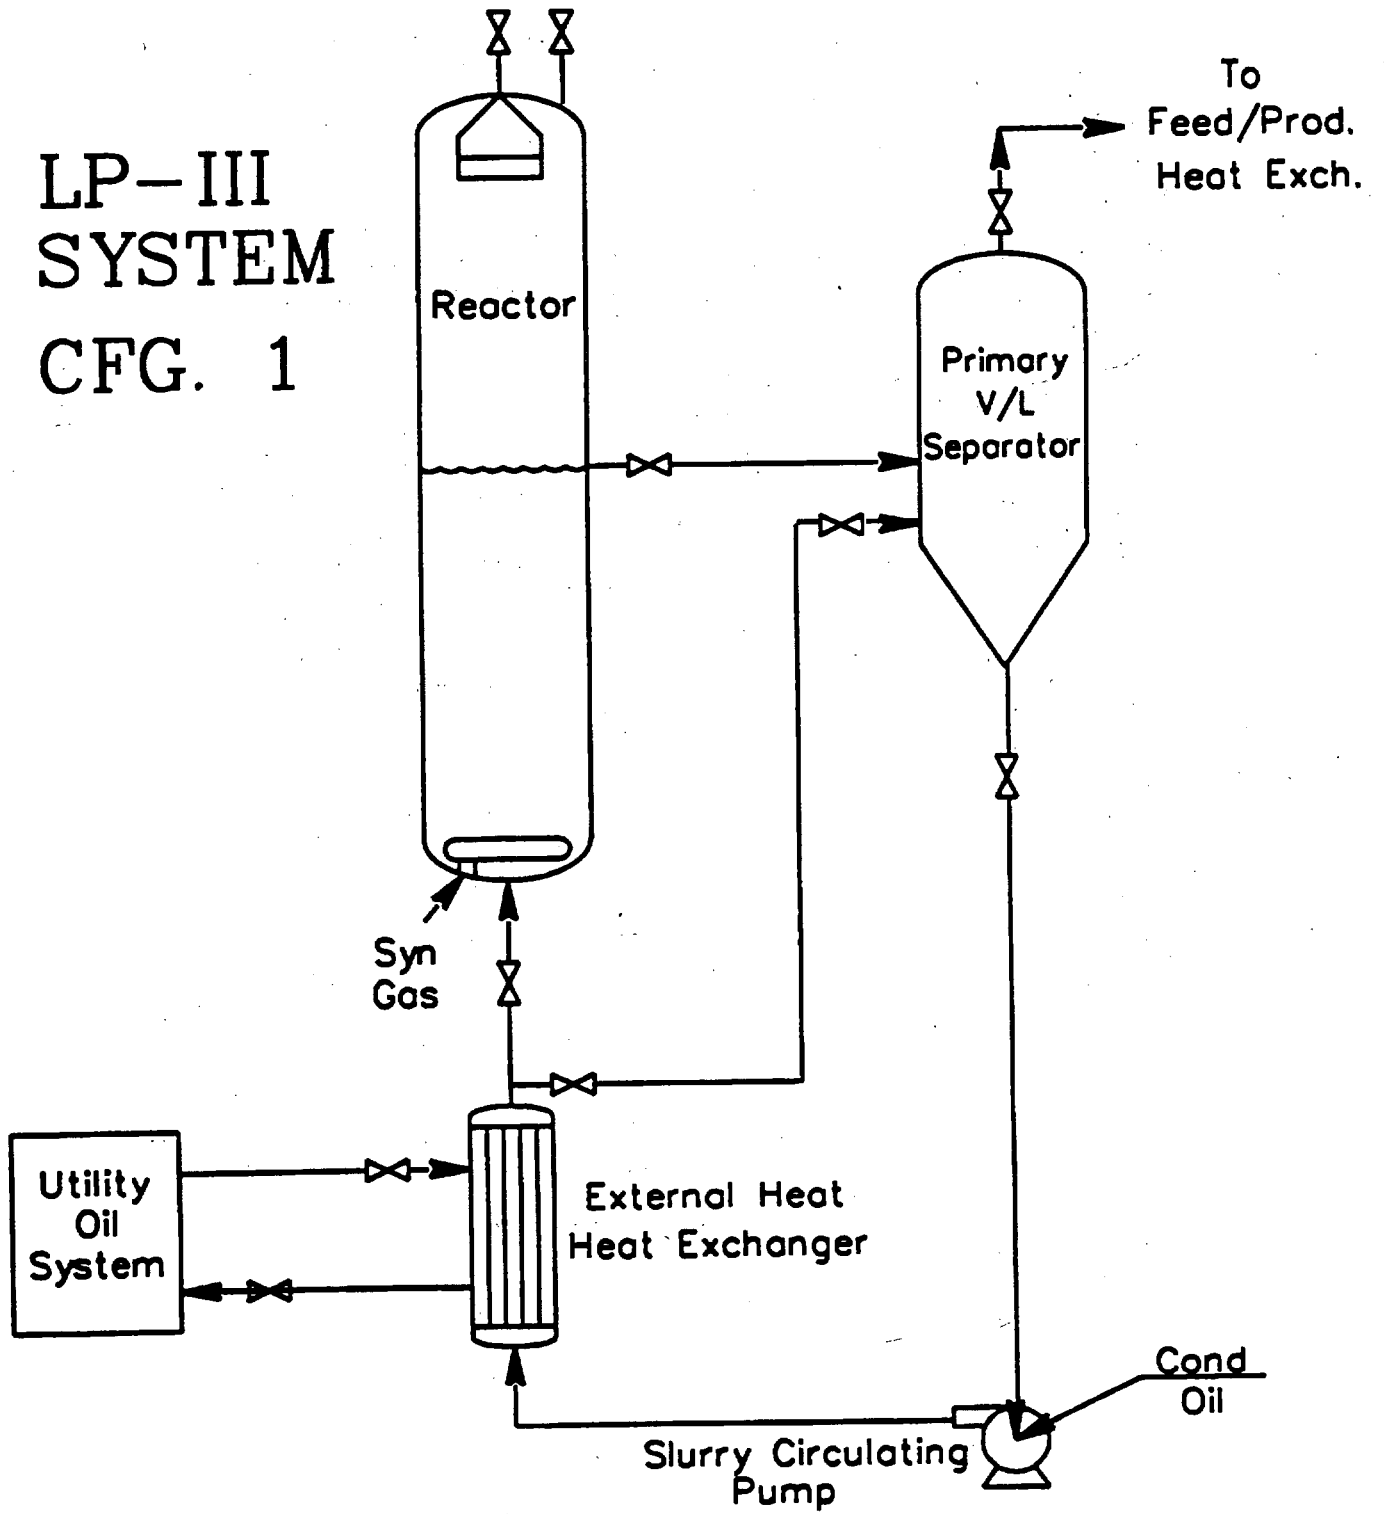 LP-III
SYSTEM
CFG. 1
To
Feed/Prod.
Heat Exch.
Reactor
Primary
V/L
Separator
Syn
Gas
Utility
Oil
System
External Heat
Heat Exchanger
Cond
Oil
Slurry Circulating
Pump